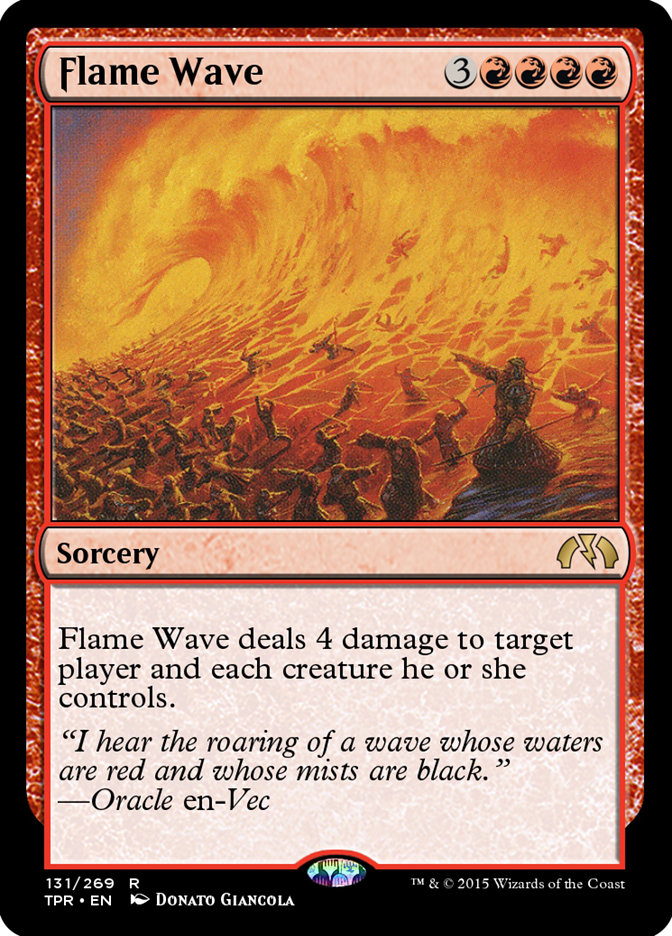 Flame Wave 3
Sorcery
Flame Wave deals 4 damage to target
player and each creature he or she
controls.
“I hear the roaring of a wave whose waters
are red and whose mists are black.”
—Oracle en-Vec
131/269 R
TPR • EN Donato Giancola
™ & © 2015 Wizards of the Coast